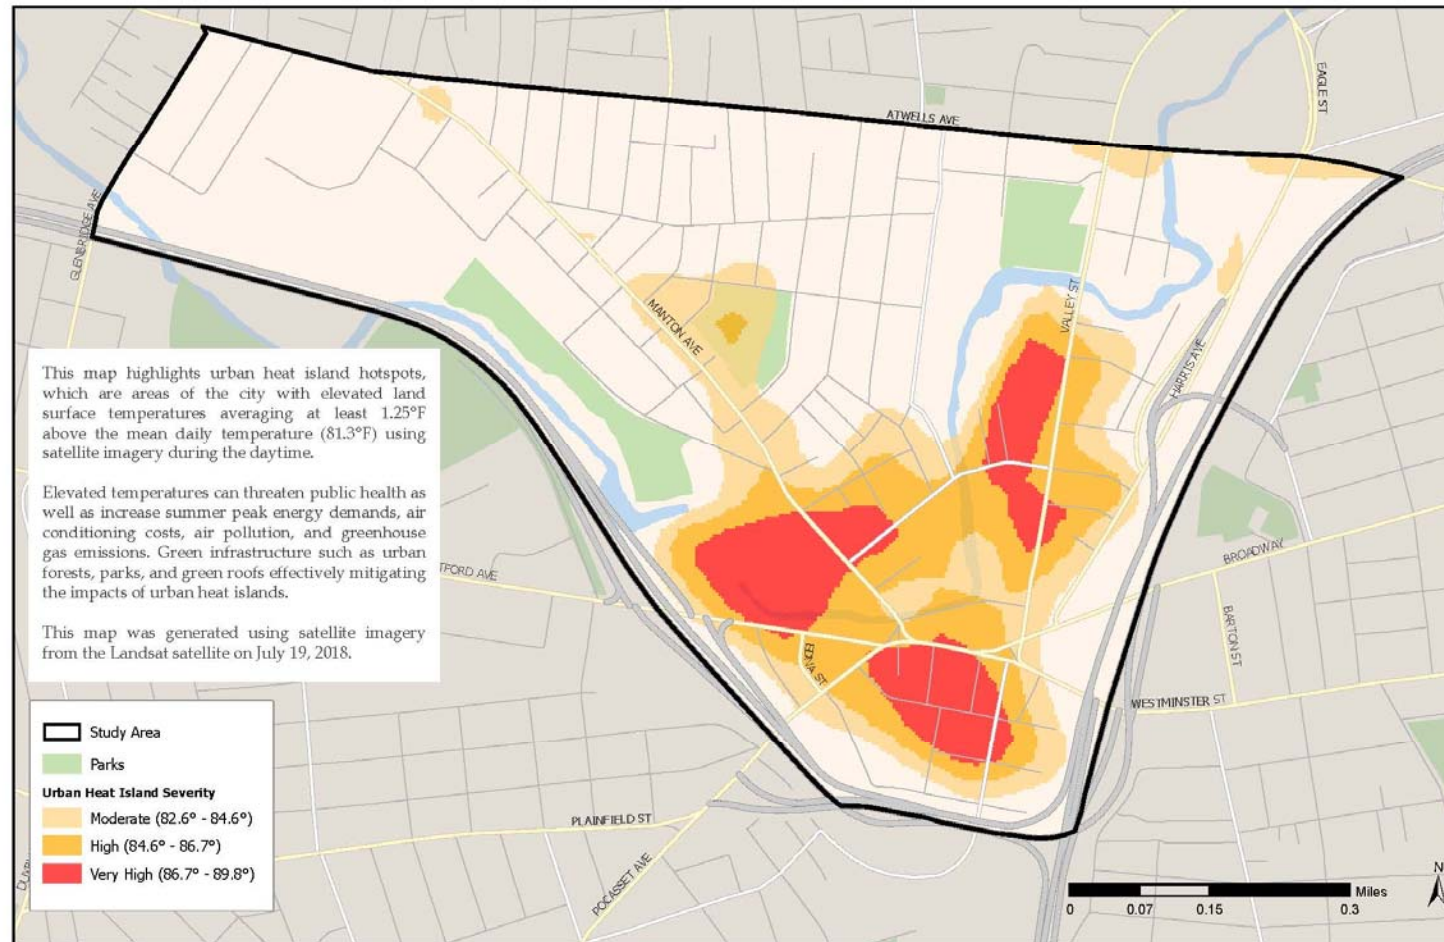 ATWELLS AVE
EAGLE ST
GLENBRIDGE AVE
MANTON AVE
VALLEY ST
HARRIS AVE
This map highlights urban heat island hotspots,
which are areas of the city with elevated land
surface temperatures averaging at least 1.25°F
above the mean daily temperature (81.3°F) using
satellite imagery during the daytime.
Elevated temperatures can threaten public health as
well as increase summer peak energy demands, air
conditioning costs, air pollution, and greenhouse
gas emissions. Green infrastructure such as urban
forests, parks, and green roofs effectively mitigating
the impacts of urban heat islands.
This map was generated using satellite imagery
from the Landsat satellite on July 19, 2018.
TFORD AVE
BROADWAY
BARTON ST
EDNA ST
WESTMINSTER ST
Study Area
Parks
Urban Heat Island Severity
Moderate (82.6° - 84.6°)
High (84.6° - 86.7°)
Very High (86.7° - 89.8°)
PLAINFIELD ST
POCASSET AVE
N
Miles
0 0.07 0.15 0.3